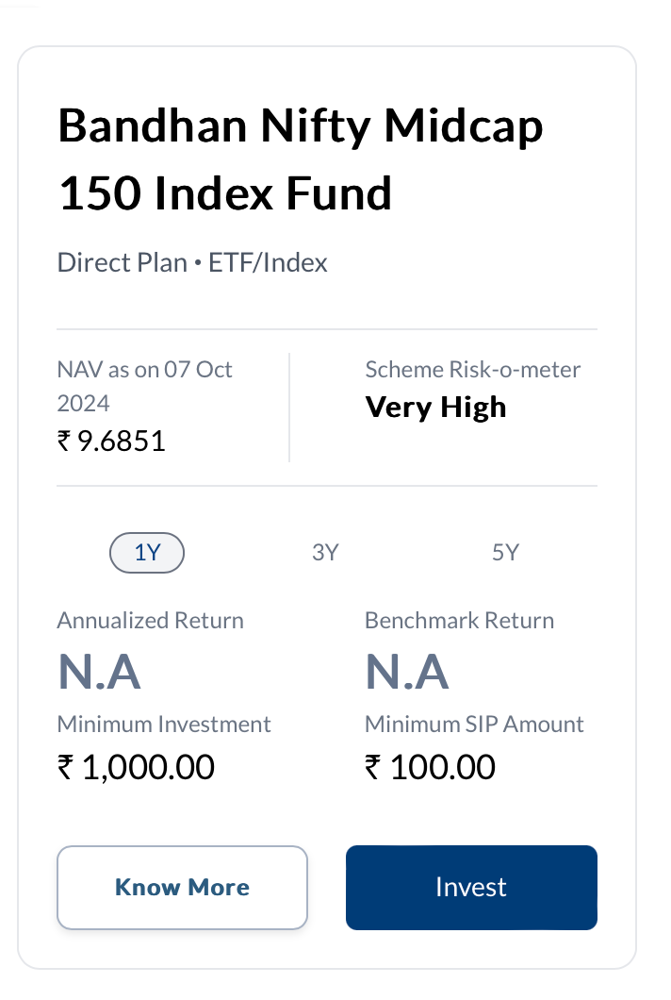 Bandhan Nifty Midcap
150 Index Fund
Direct Plan • ETF/Index
NAV as on 07 Oct
2024
₹ 9.6851
Scheme Risk-o-meter
Very High
1Y
3Y
5Y
Annualized Return
N.A
Benchmark Return
N.A
Minimum Investment
₹ 1,000.00
Minimum SIP Amount
₹ 100.00
Know More
Invest